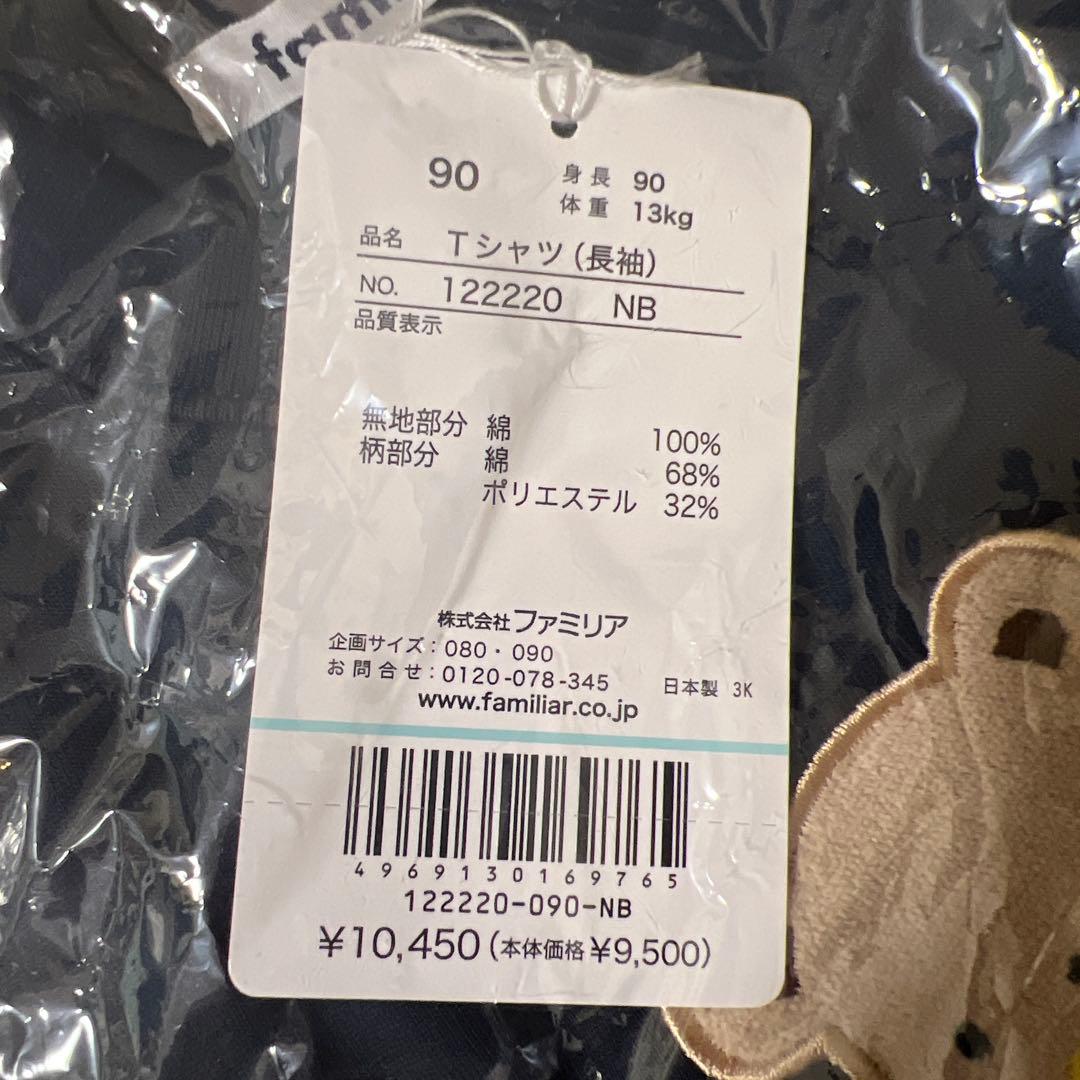 fam
90 身長 90
体重 13kg
品名 Tシャツ(長袖)
NO. 122220 NB
品質表示
無地部分 綿 100%
柄部分 綿 68%
ポリエステル 32%
株式会社ファミリア
企画サイズ:080・090
お問合せ:0120-078-345 日本製 3K
www.familiar.co.jp
4969130169765
122220-090-NB
¥10,450(本体価格¥9,500)